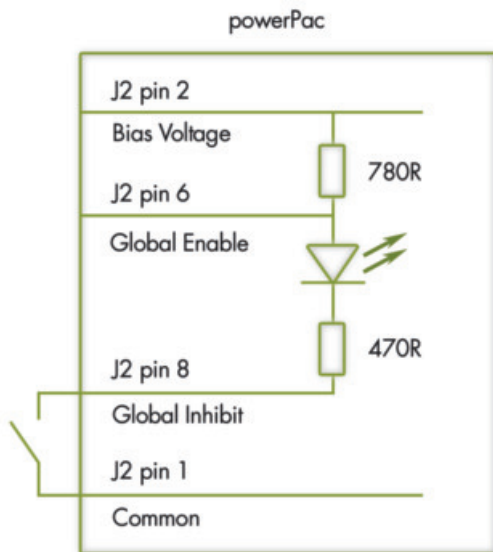 powerPac
J2 pin 2
Bias Voltage
780R
J2 pin 6
Global Enable
470R
J2 pin 8
Global Inhibit
J2 pin 1
Common